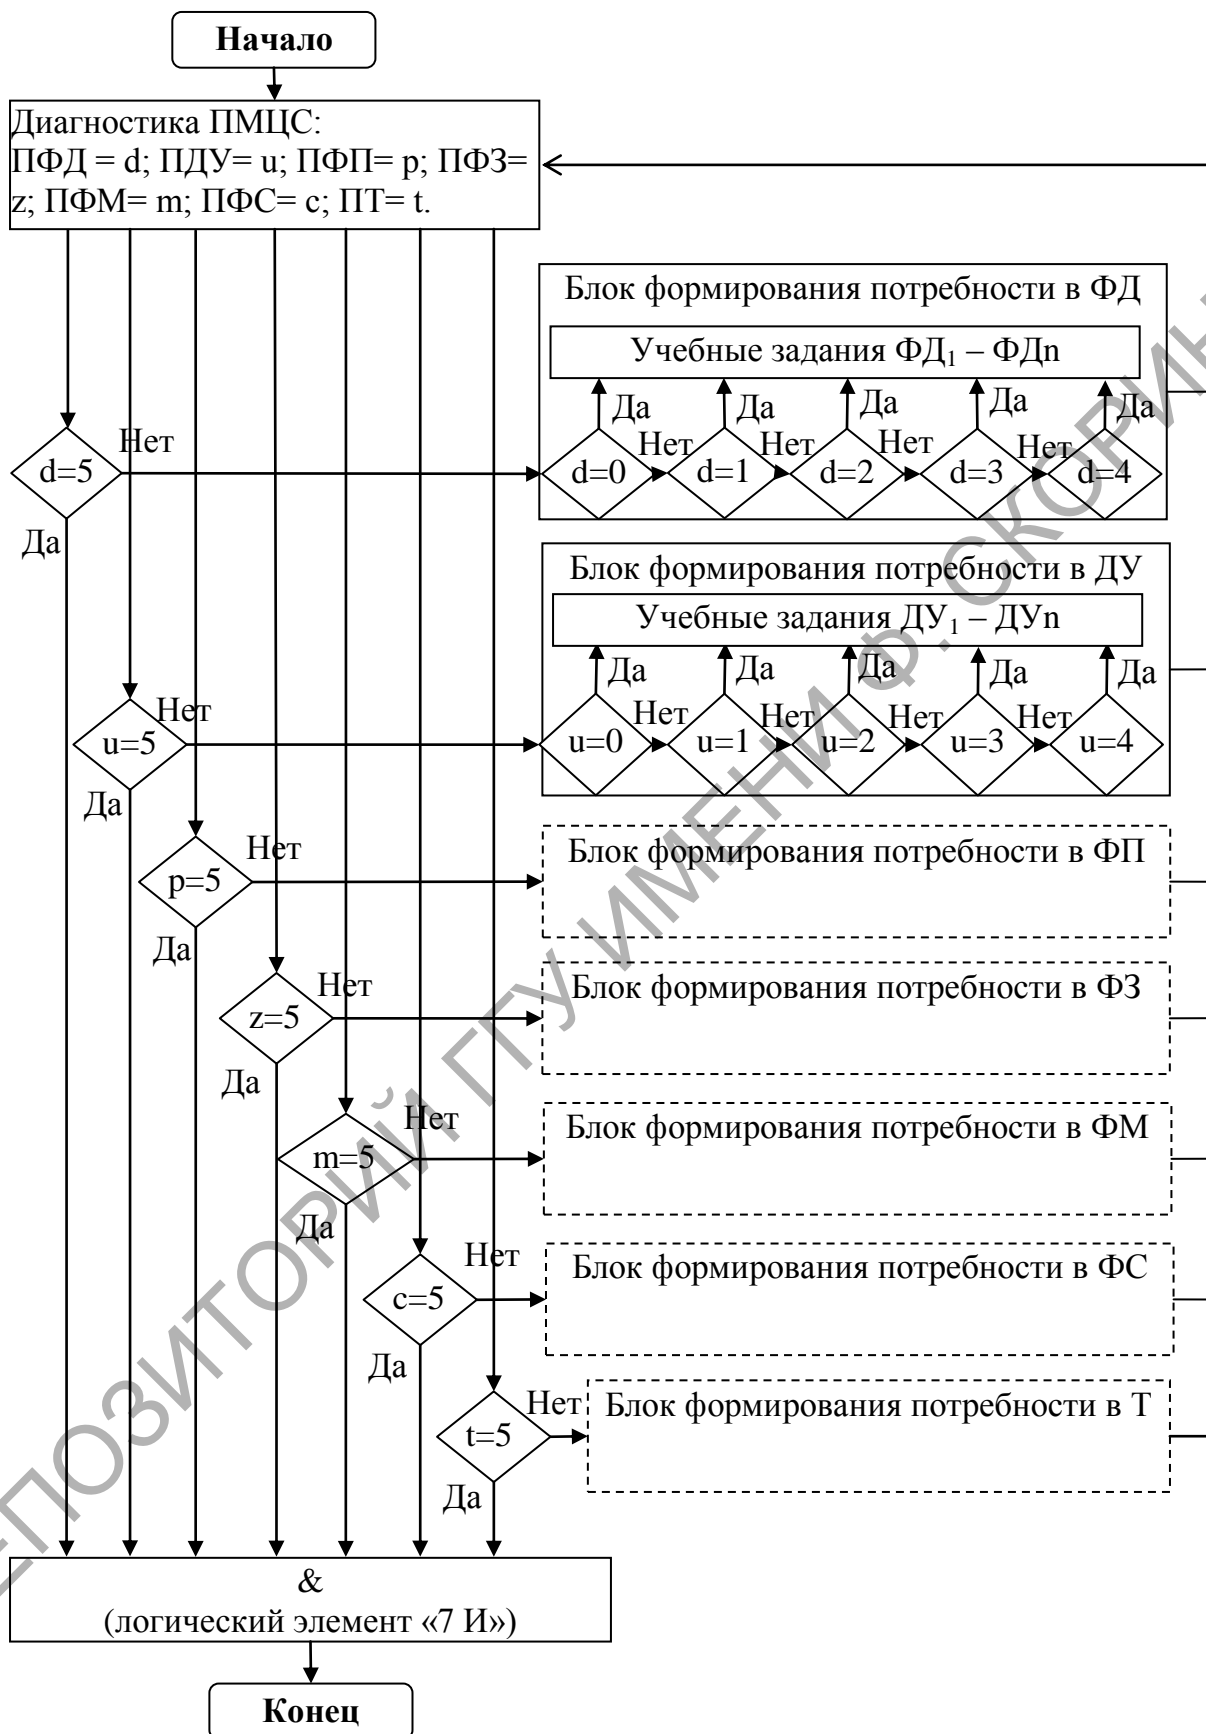 Начало
Диагностика ПМЦС:
ПФД = d; ПДУ= u; ПФП= p; ПФЗ=
z; ПФМ= m; ПФС= c; ПТ= t.
Блок формирования потребности в ФД
Учебные задания ФД₁ – ФДn
Да Да Да Да Да
Нет Нет Нет Нет Нет
d=5 d=0 d=1 d=2 d=3 d=4
Да
Блок формирования потребности в ДУ
Учебные задания ДУ₁ – ДУn
Да Да Да Да Да
Нет Нет Нет Нет Нет
u=5 u=0 u=1 u=2 u=3 u=4
Да
Нет Блок формирования потребности в ФП
p=5
Да
Нет Блок формирования потребности в ФЗ
z=5
Да
Нет Блок формирования потребности в ФМ
m=5
Да
Нет Блок формирования потребности в ФС
c=5
Да
Нет Блок формирования потребности в Т
t=5
Да
&
(логический элемент «7 И»)
Конец
ЕПОЗИТОРИЙ ГГУ ИМЕНИ Ф. СКОРИН